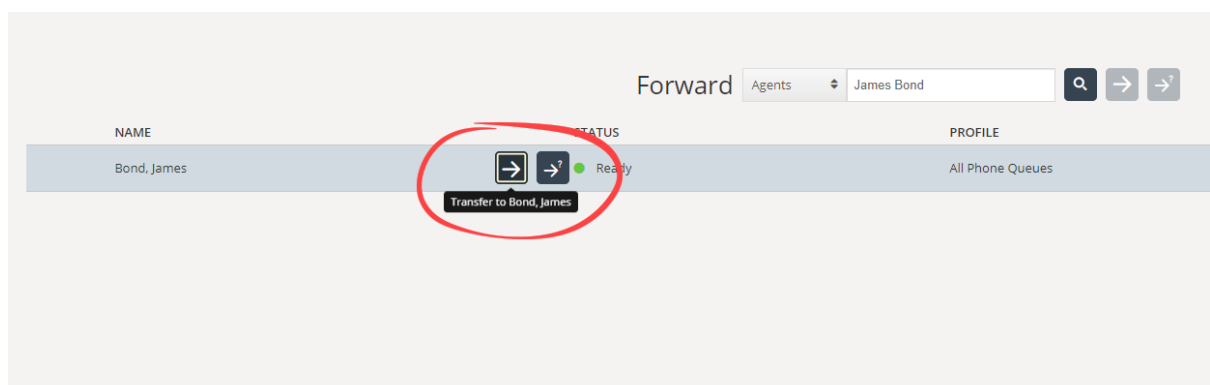 Forward Agents James Bond
NAME STATUS PROFILE
Bond, James Ready All Phone Queues
Transfer to Bond, James